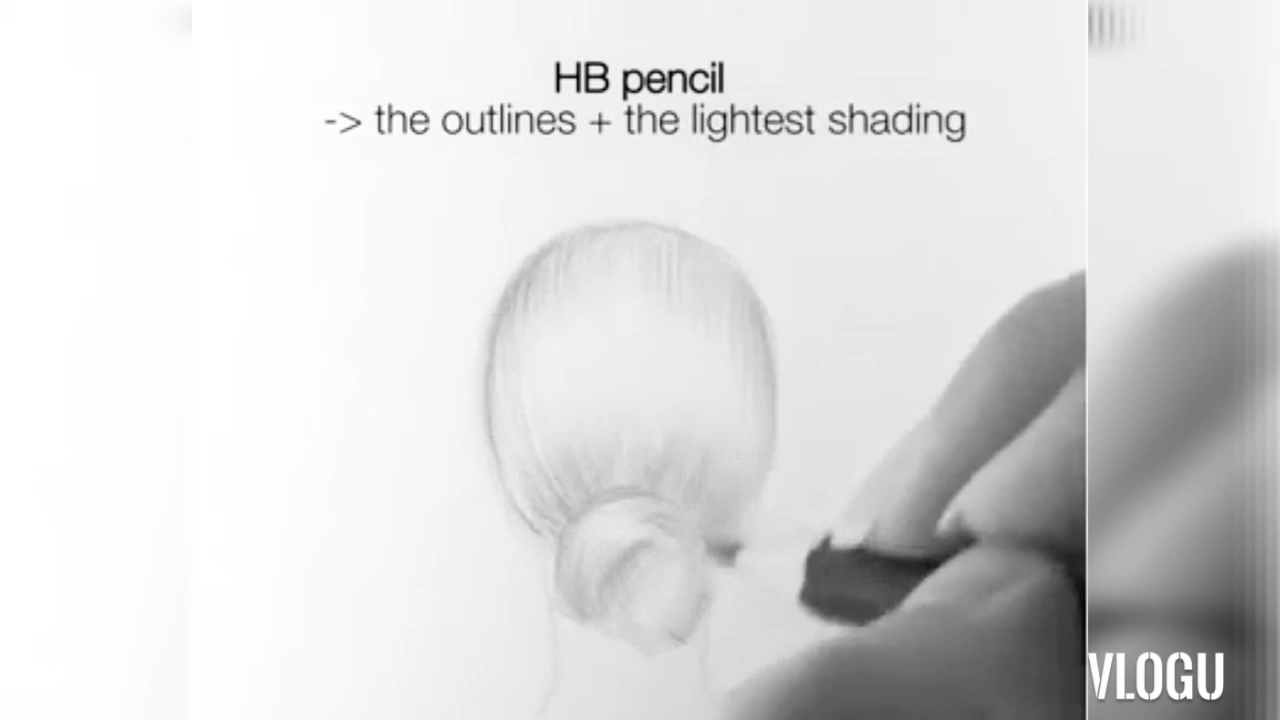 HB pencil
-> the outlines + the lightest shading
VLOGU